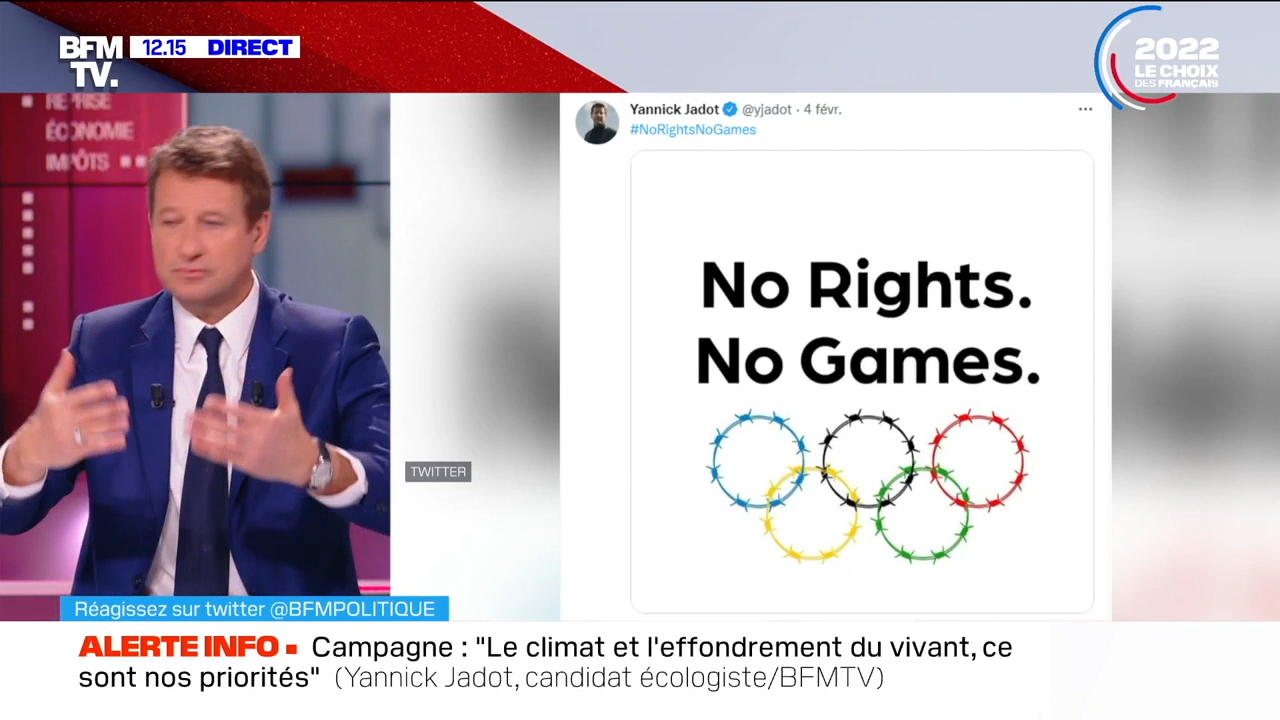 BFM
TV.
12.15 DIRECT
2022
LE CHOIX
DES FRANÇAIS
REPRISE
ÉCONOMIE
IMPÔTS
Yannick Jadot @yjadot · 4 févr.
#NoRightsNoGames
No Rights.
No Games.
TWITTER
Réagissez sur twitter @BFMPOLITIQUE
ALERTE INFO Campagne : "Le climat et l'effondrement du vivant, ce
sont nos priorités" (Yannick Jadot, candidat écologiste/BFMTV)